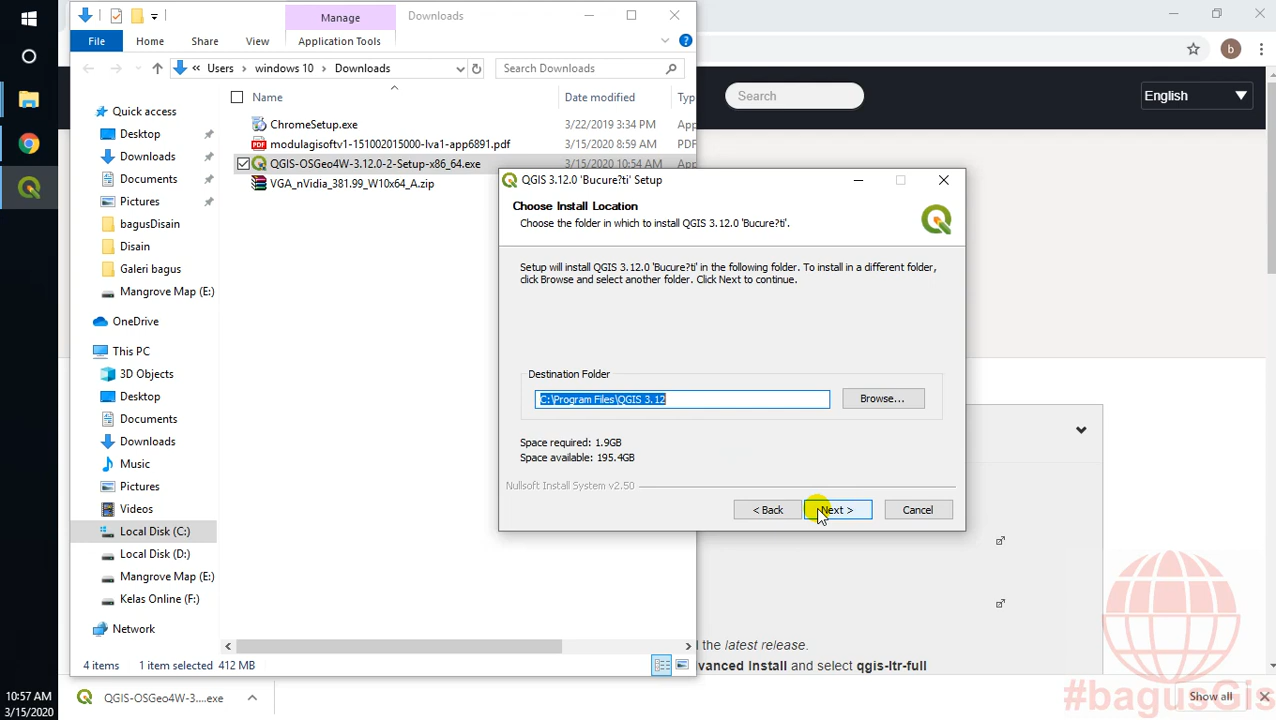 Manage
Downloads
File
Home
Share
View
Application Tools
« Users > windows 10 > Downloads
Search Downloads
Name
Date modified
Typ
ChromeSetup.exe
3/22/2019 3:34 PM
App
modulagisoftv1-151002015000-lva1-app6891.pdf
3/15/2020 8:59 AM
PDF
QGIS-OSGeo4W-3.12.0-2-Setup-x86_64.exe
3/15/2020 10:54 AM
App
VGA_nVidia_381.99_W10x64_A.zip
Quick access
Desktop
Downloads
Documents
Pictures
bagusDisain
Disain
Galeri bagus
Mangrove Map (E:)
OneDrive
This PC
3D Objects
Desktop
Documents
Downloads
Music
Pictures
Videos
Local Disk (C:)
Local Disk (D:)
Mangrove Map (E:)
Kelas Online (F:)
Network
4 items
1 item selected 412 MB
QGIS 3.12.0 'Bucure?ti' Setup
Choose Install Location
Choose the folder in which to install QGIS 3.12.0 'Bucure?ti'.
Setup will install QGIS 3.12.0 'Bucure?ti' in the following folder. To install in a different folder,
click Browse and select another folder. Click Next to continue.
Destination Folder
C:\Program Files\QGIS 3.12
Browse...
Space required: 1.9GB
Space available: 195.4GB
Nullsoft Install System v2.50
< Back
Next >
Cancel
Search
English
b
d the latest release.
vanced Install and select qgis-ltr-full
#bagusGis
QGIS-OSGeo4W-3....exe
Show all
10:57 AM
3/15/2020